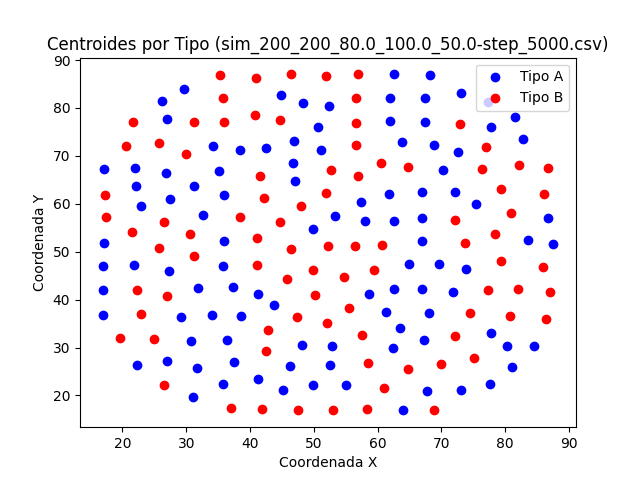 Centroides por Tipo (sim_200_200_80.0_100.0_50.0-step_5000.csv)
Tipo A
Tipo B
90
80
70
60
50
40
30
20
Coordenada Y
20 30 40 50 60 70 80 90
Coordenada X